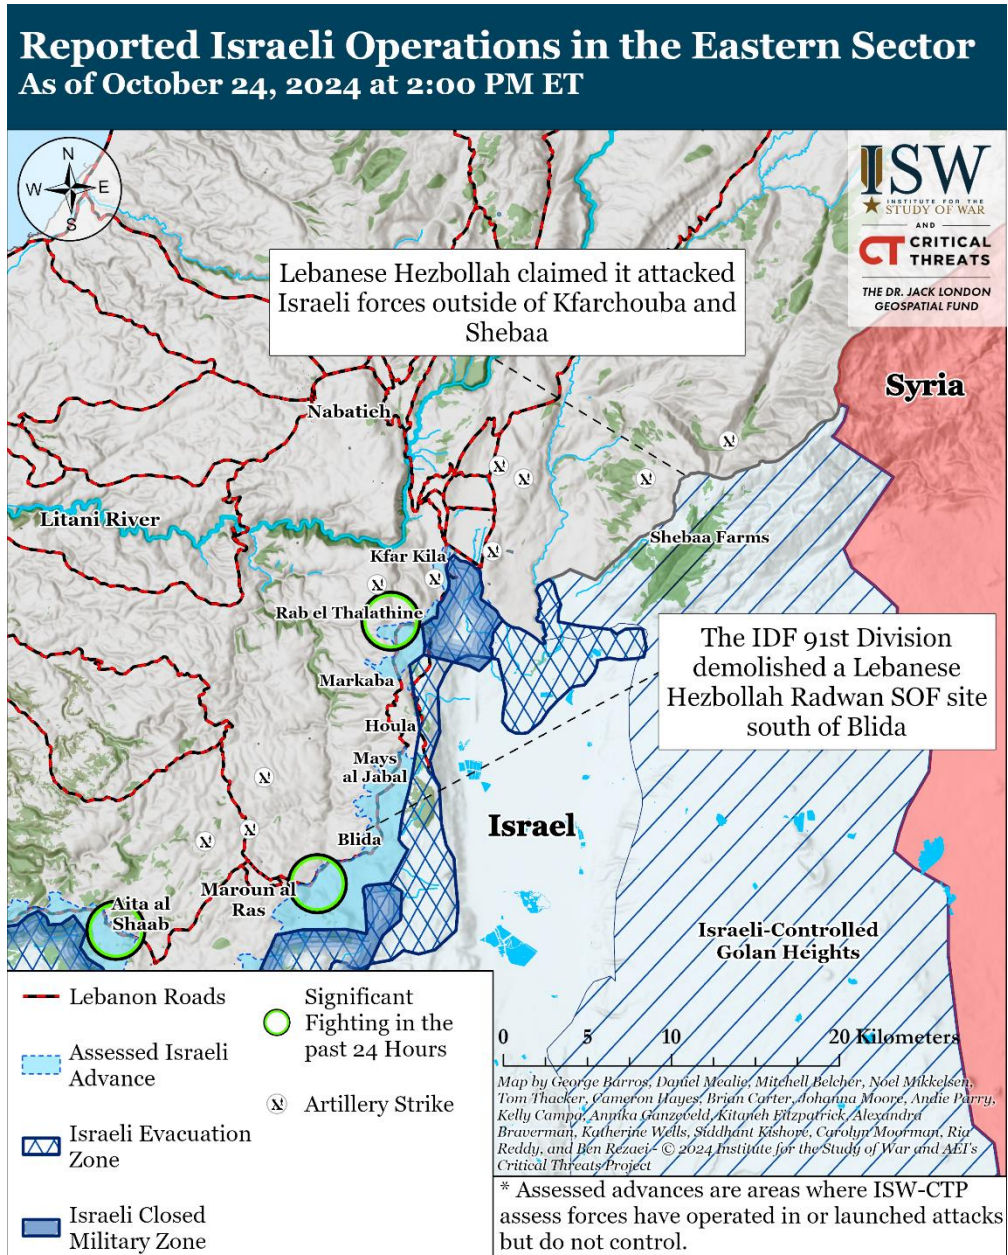 Reported Israeli Operations in the Eastern Sector
As of October 24, 2024 at 2:00 PM ET
N
W E
S
ISW
INSTITUTE FOR THE
STUDY OF WAR
AND
CT CRITICAL
THREATS
THE DR. JACK LONDON
GEOSPATIAL FUND
Lebanese Hezbollah claimed it attacked
Israeli forces outside of Kfarchouba and
Shebaa
Syria
Nabatieh
Litani River
Shebaa Farms
Kfar Kila
Rab el Thalathine
The IDF 91st Division
demolished a Lebanese
Hezbollah Radwan SOF site
south of Blida
Markaba
Houla
Mays
al Jabal
Israel
Blida
Maroun al
Ras
Aita al
Shaab
Israeli-Controlled
Golan Heights
Lebanon Roads
Assessed Israeli
Advance
Israeli Evacuation
Zone
Israeli Closed
Military Zone
Significant
Fighting in the
past 24 Hours
Artillery Strike
0 5 10 20 Kilometers
Map by George Barros, Daniel Mealie, Mitchell Belcher, Noel Mikkelsen,
Tom Thacker, Cameron Hayes, Brian Carter, Johanna Moore, Andie Parry,
Kelly Campa, Annika Ganzeveld, Kitaneh Fitzpatrick, Alexandra
Braverman, Katherine Wells, Siddhant Kishore, Carolyn Moorman, Ria
Reddy, and Ben Rezaei - © 2024 Institute for the Study of War and AEI's
Critical Threats Project
* Assessed advances are areas where ISW-CTP
assess forces have operated in or launched attacks
but do not control.